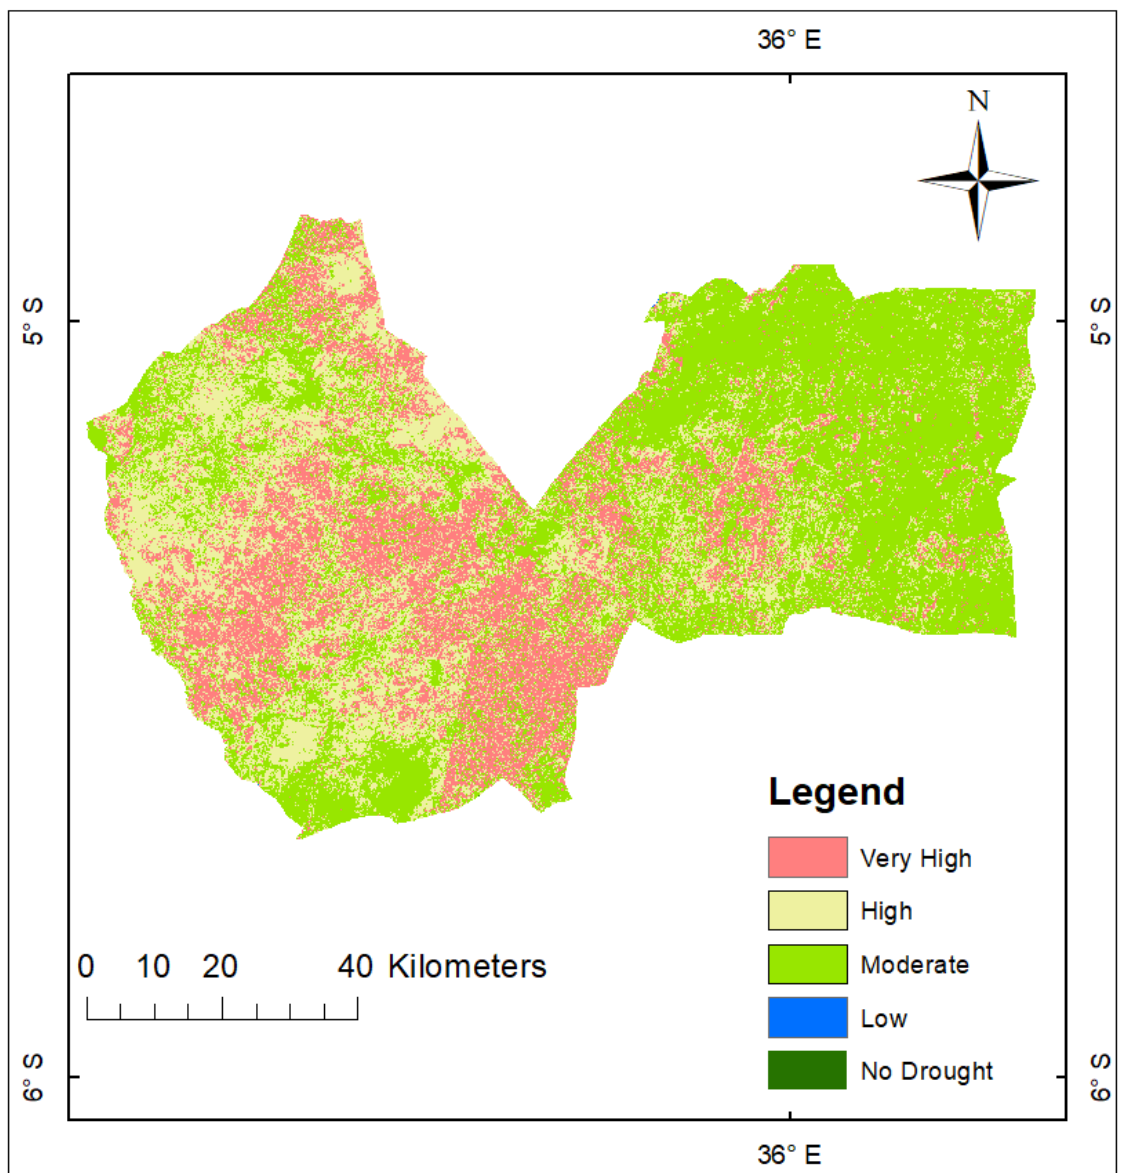 36° E
N
5° S
5° S
Legend
Very High
High
0 10 20 40 Kilometers
Moderate
Low
6° S
6° S
No Drought
36° E